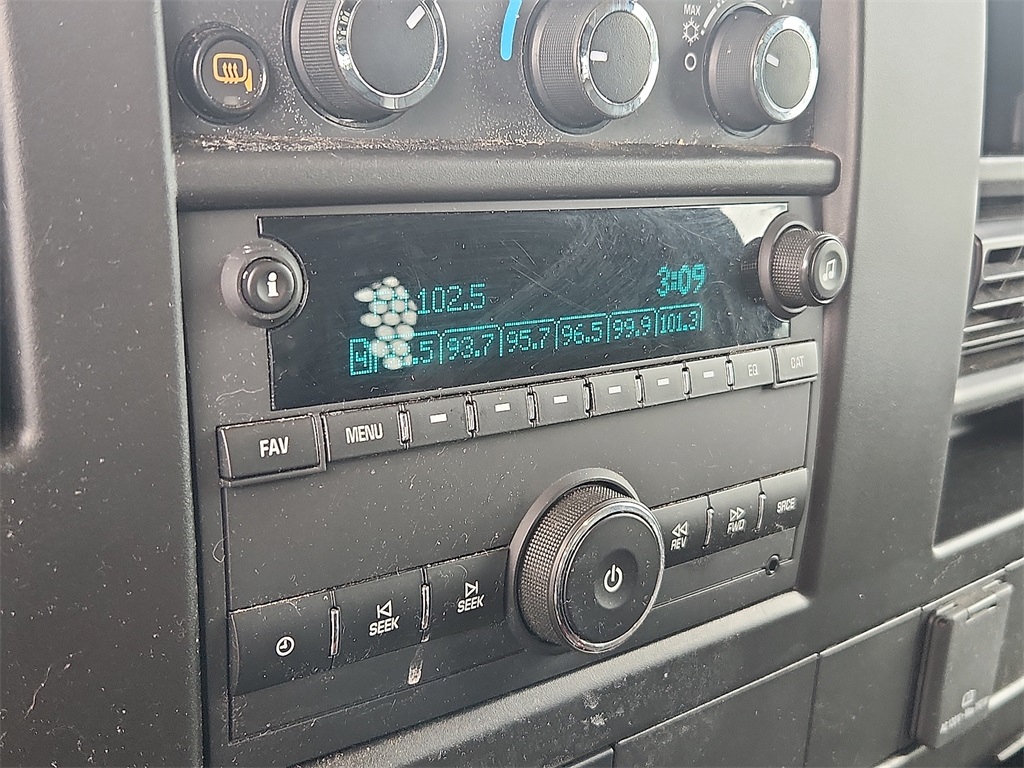 MAX
102.5
3:09
93.7 95.7 96.5 99.9 101.3
EQ CAT
FAV MENU
REV FWD SRCE
SEEK SEEK